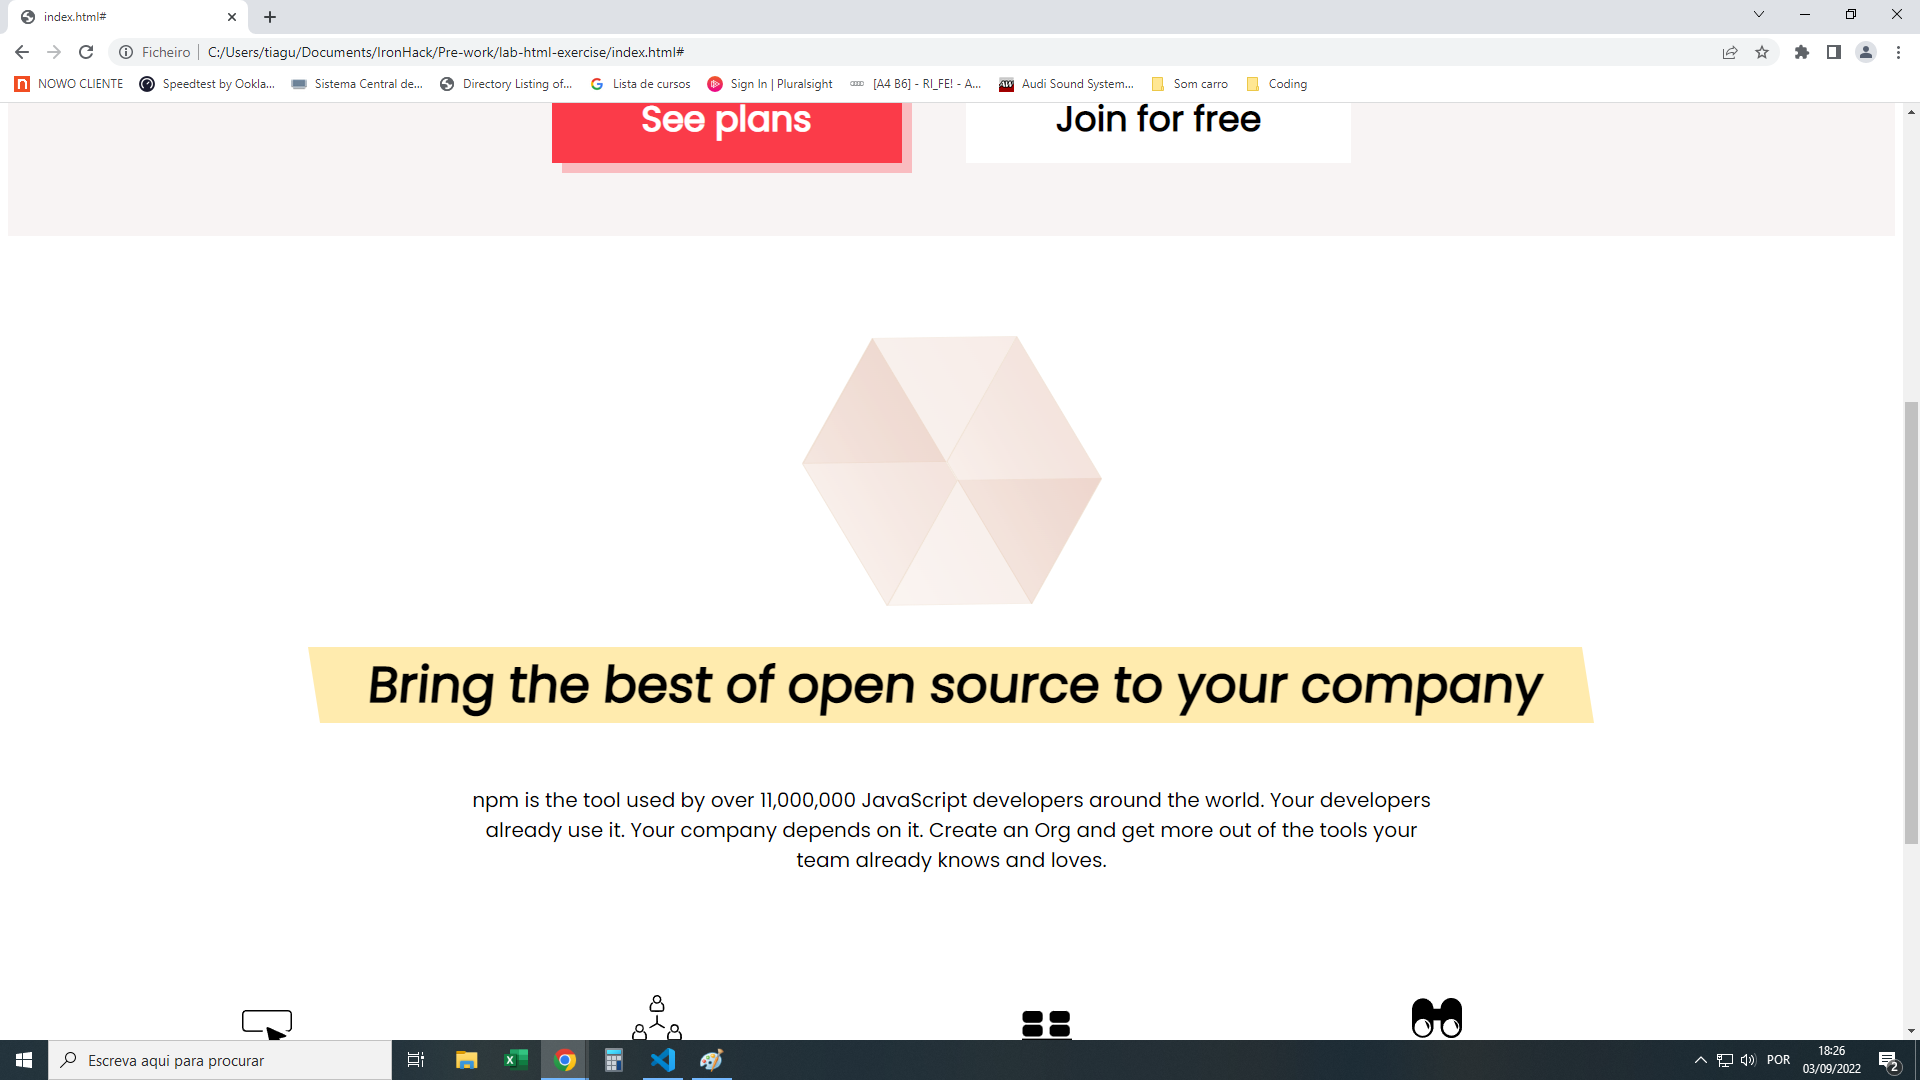 index.html#
Ficheiro
C:/Users/tiagu/Documents/IronHack/Pre-work/lab-html-exercise/index.html#
NOWO CLIENTE
Speedtest by Ookla...
Sistema Central de...
Directory Listing of...
Lista de cursos
Sign In | Pluralsight
[A4 B6] - RI_FE! - A...
Audi Sound System...
Som carro
Coding
See plans
Join for free
Bring the best of open source to your company
npm is the tool used by over 11,000,000 JavaScript developers around the world. Your developers
already use it. Your company depends on it. Create an Org and get more out of the tools your
team already knows and loves.
Escreva aqui para procurar
POR
18:26
03/09/2022
2